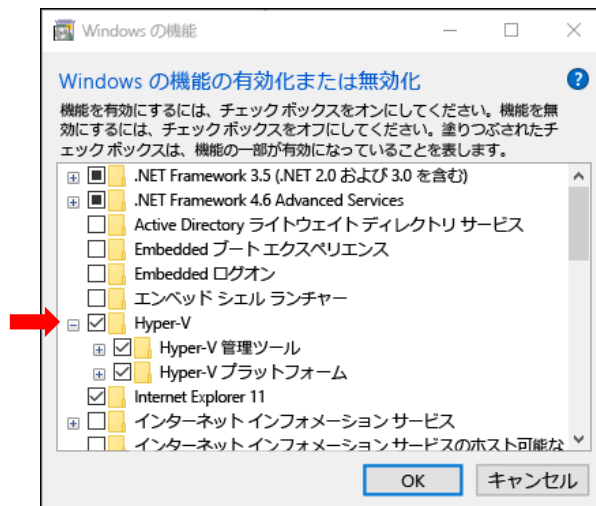 Windows の機能
Windows の機能の有効化または無効化
機能を有効にするには、チェック ボックスをオンにしてください。機能を無
効にするには、チェック ボックスをオフにしてください。塗りつぶされたチ
ェック ボックスは、機能の一部が有効になっていることを表します。
.NET Framework 3.5 (.NET 2.0 および 3.0 を含む)
.NET Framework 4.6 Advanced Services
Active Directory ライトウェイト ディレクトリ サービス
Embedded ブート エクスペリエンス
Embedded ログオン
エンベッド シェル ランチャー
Hyper-V
Hyper-V 管理ツール
Hyper-V プラットフォーム
Internet Explorer 11
インターネット インフォメーション サービス
インターネット インフォメーション サービスのホスト可能な
OK
キャンセル